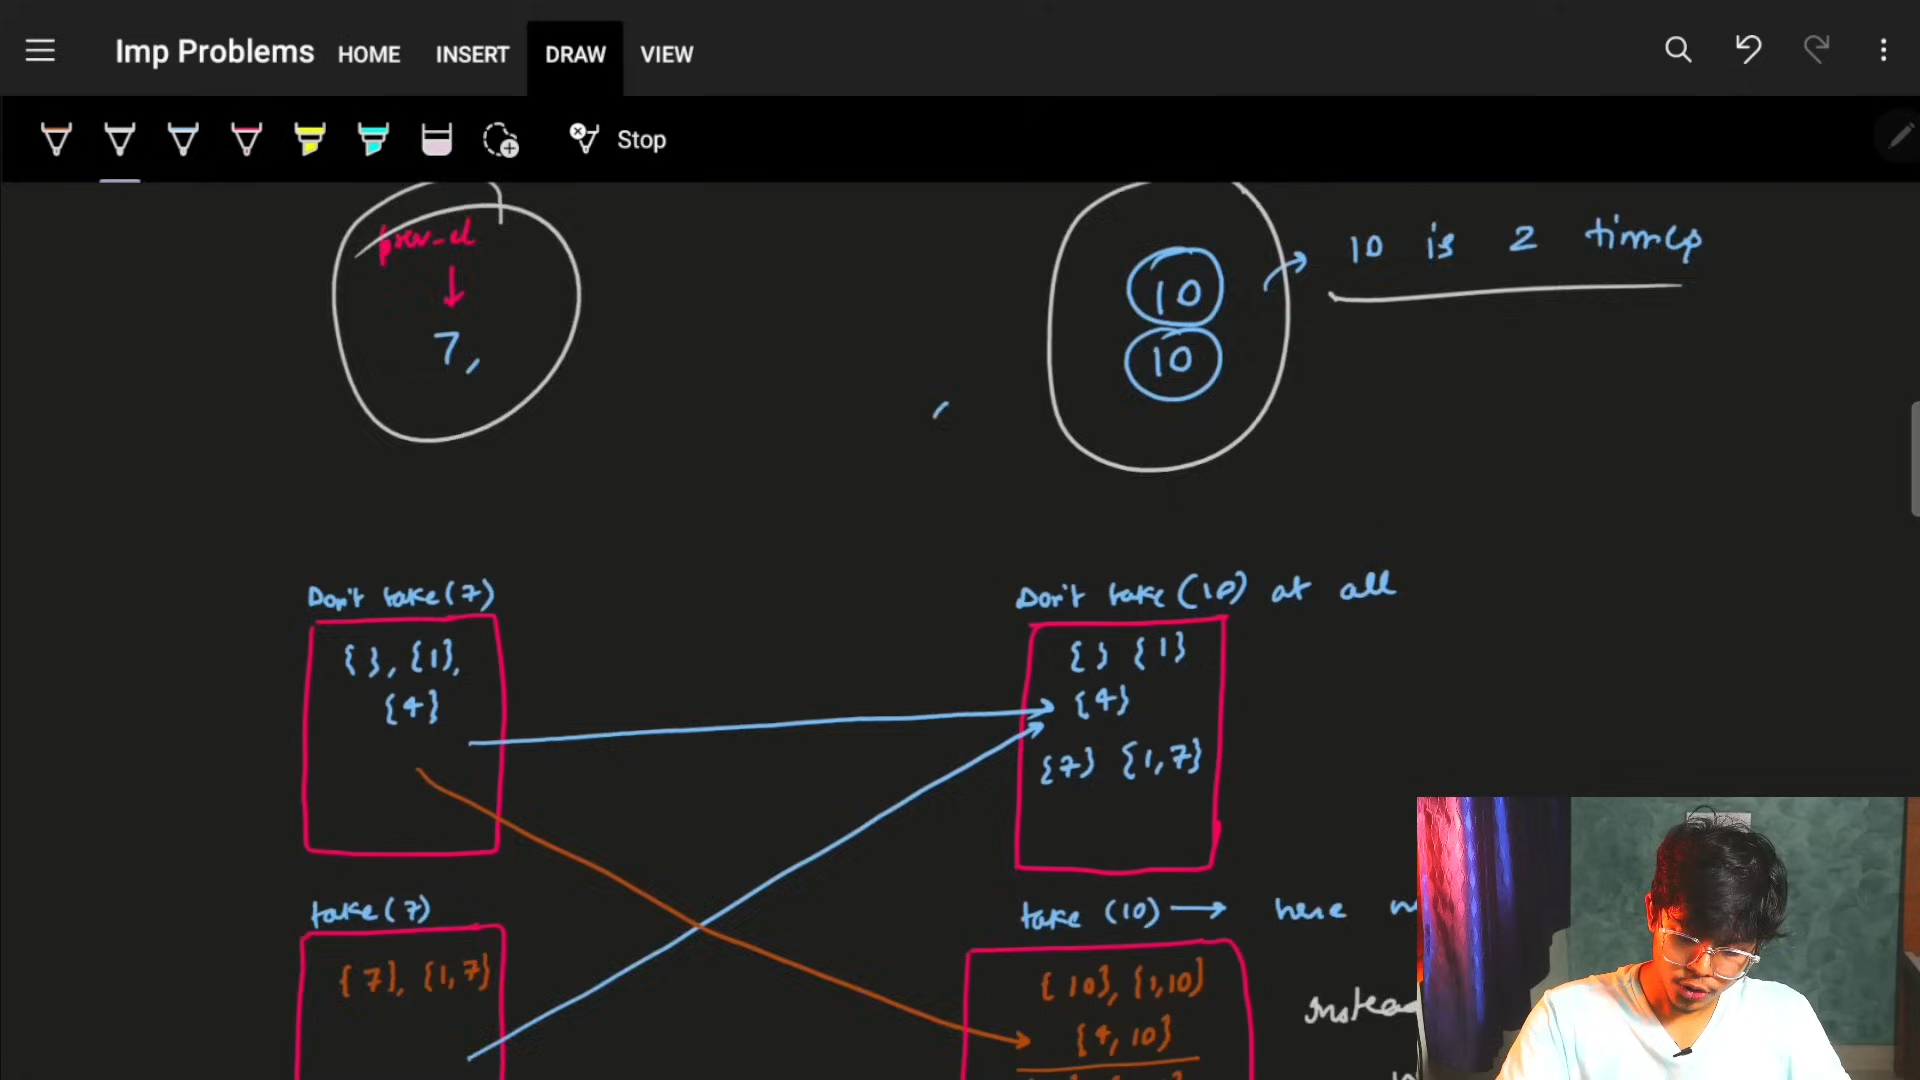 Imp Problems HOME INSERT DRAW VIEW
Stop
prev_el
7,
10
10
10 is 2 times
Don't take (7)
{ }, {1},
{4}
Don't take (10) at all
{ } {1}
{4}
{7} {1,7}
take (7)
{7}, {1,7}
take (10) → here
{10}, {1,10}
{4, 10}